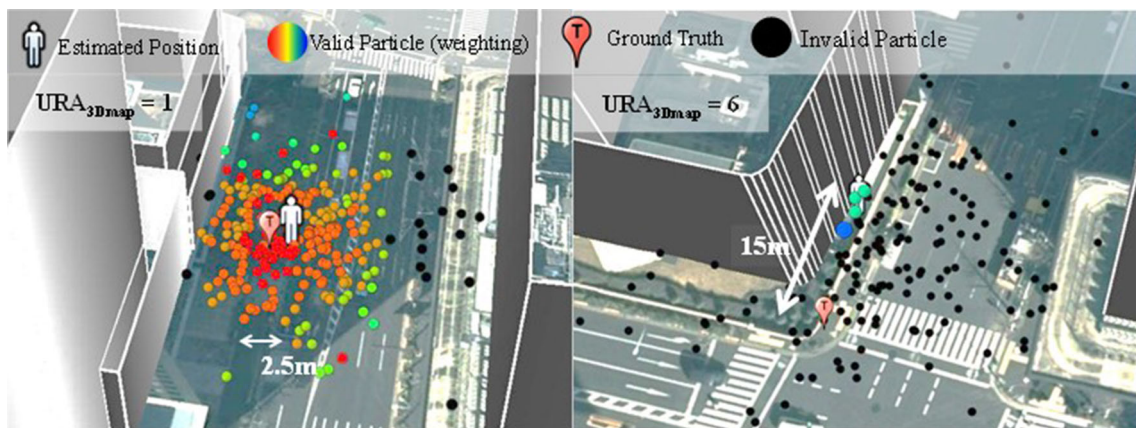 Estimated Position
Valid Particle (weighting)
T
Ground Truth
Invalid Particle
URA3Dmap = 1
URA3Dmap = 6
T
2.5m
15m
T